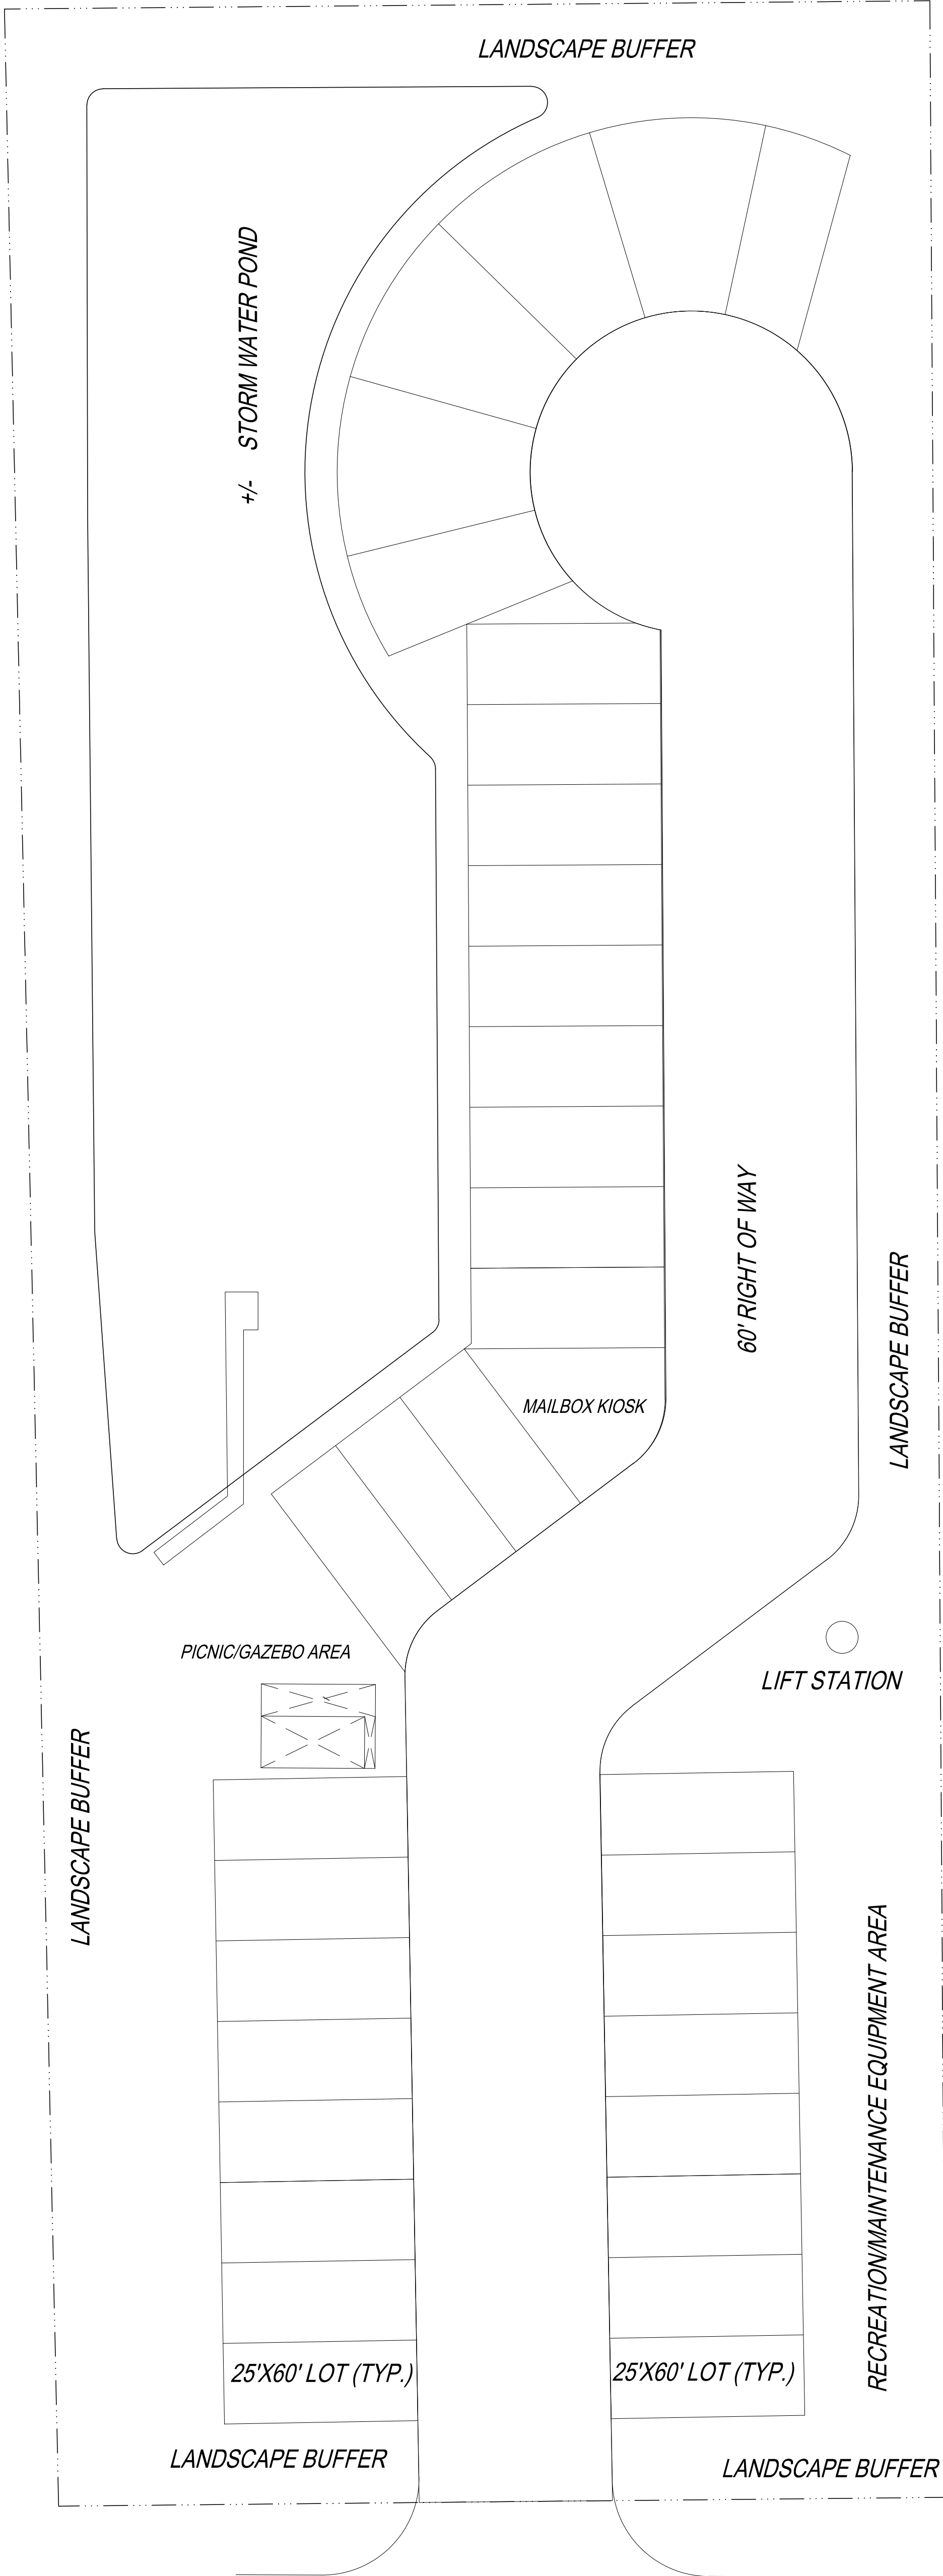 LANDSCAPE BUFFER
+/- STORM WATER POND
60' RIGHT OF WAY
LANDSCAPE BUFFER
MAILBOX KIOSK
PICNIC/GAZEBO AREA
LIFT STATION
LANDSCAPE BUFFER
RECREATION/MAINTENANCE EQUIPMENT AREA
25'X60' LOT (TYP.)
25'X60' LOT (TYP.)
LANDSCAPE BUFFER
LANDSCAPE BUFFER